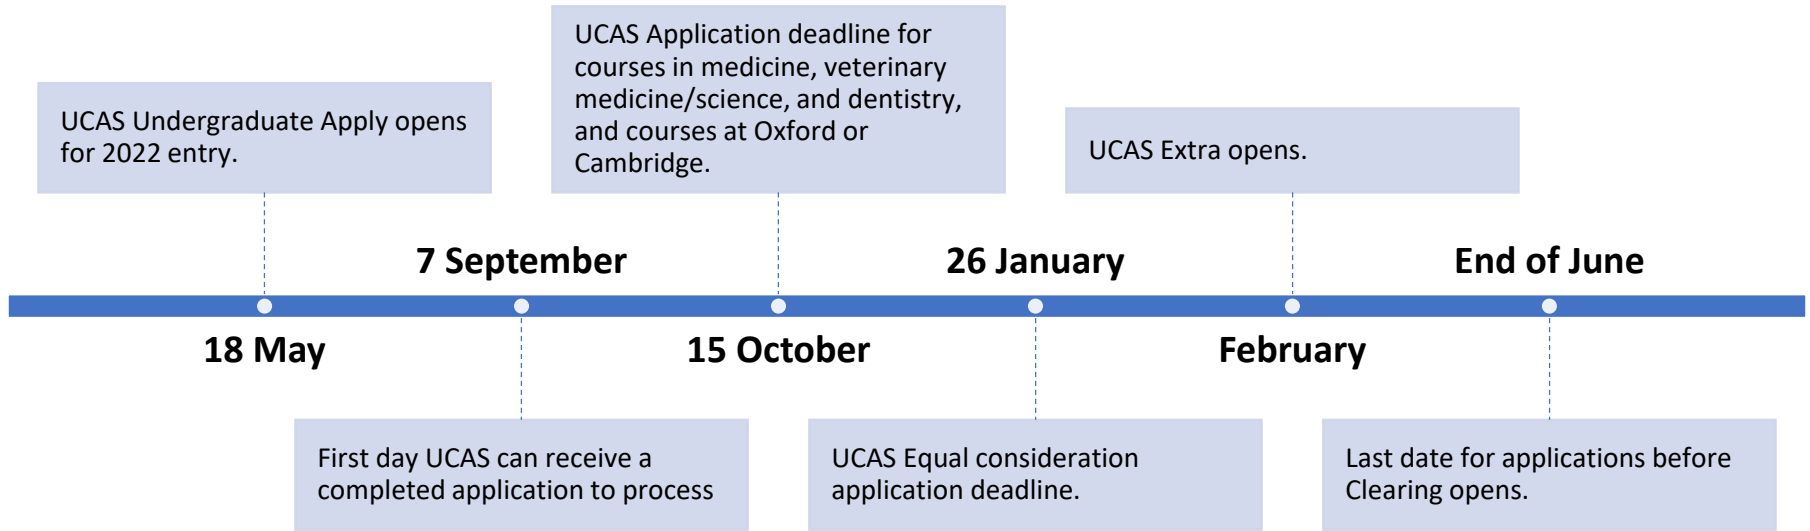 UCAS Undergraduate Apply opens
for 2022 entry.
18 May
7 September
First day UCAS can receive a
completed application to process
UCAS Application deadline for
courses in medicine, veterinary
medicine/science, and dentistry,
and courses at Oxford or
Cambridge.
15 October
26 January
UCAS Equal consideration
application deadline.
UCAS Extra opens.
February
End of June
Last date for applications before
Clearing opens.